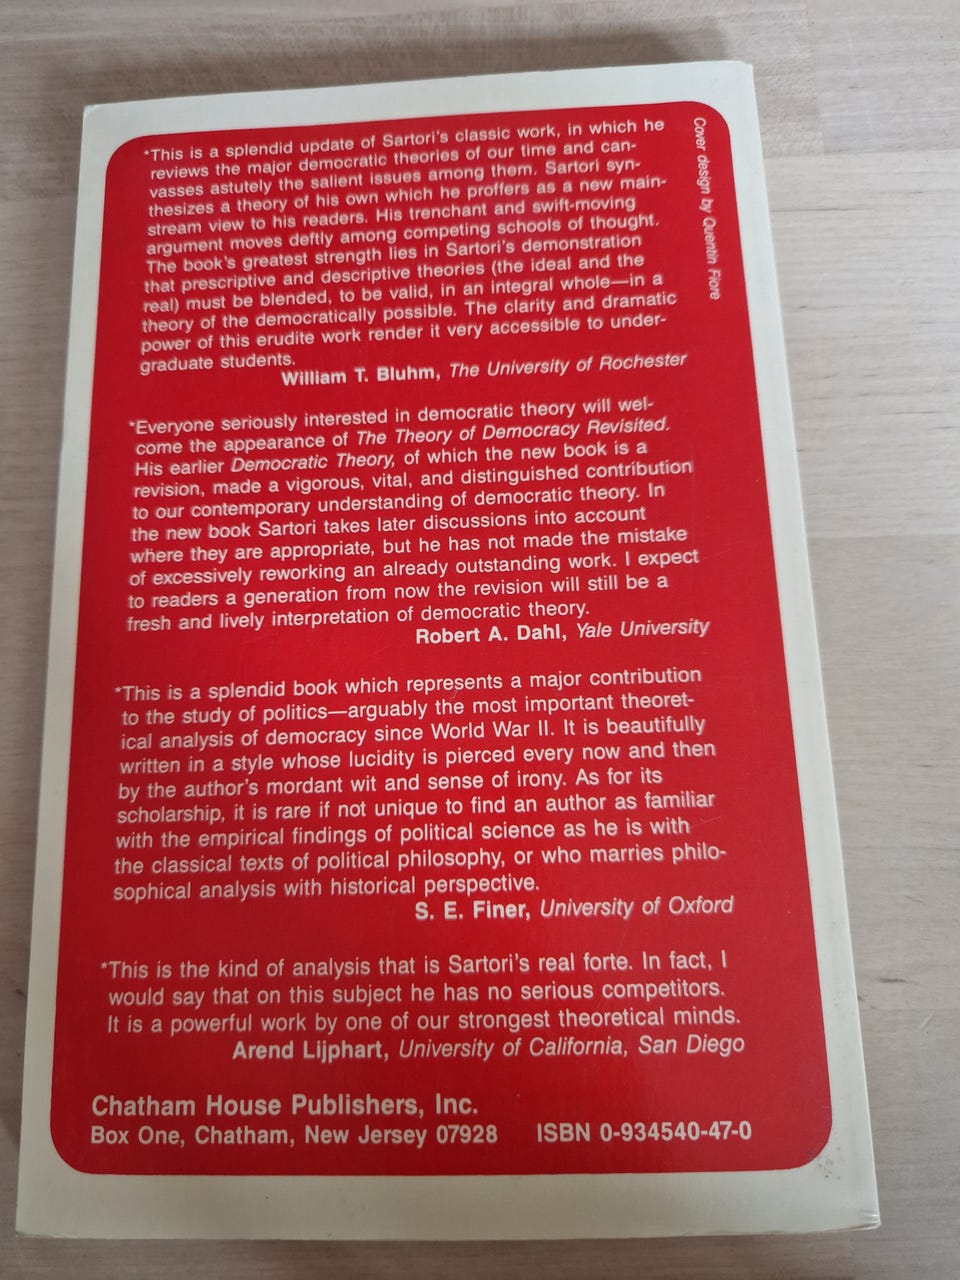 *This is a splendid update of Sartori's classic work, in which he
reviews the major democratic theories of our time and can-
vasses astutely the salient issues among them. Sartori syn-
thesizes a theory of his own which he proffers as a new main-
stream view to his readers. His trenchant and swift-moving
argument moves deftly among competing schools of thought.
The book's greatest strength lies in Sartori's demonstration
that prescriptive and descriptive theories (the ideal and the
real) must be blended, to be valid, in an integral whole—in a
theory of the democratically possible. The clarity and dramatic
power of this erudite work render it very accessible to under-
graduate students.
William T. Bluhm, The University of Rochester
*Everyone seriously interested in democratic theory will wel-
come the appearance of The Theory of Democracy Revisited.
His earlier Democratic Theory, of which the new book is a
revision, made a vigorous, vital, and distinguished contribution
to our contemporary understanding of democratic theory. In
the new book Sartori takes later discussions into account
where they are appropriate, but he has not made the mistake
of excessively reworking an already outstanding work. I expect
to readers a generation from now the revision will still be a
fresh and lively interpretation of democratic theory.
Robert A. Dahl, Yale University
*This is a splendid book which represents a major contribution
to the study of politics—arguably the most important theoret-
ical analysis of democracy since World War II. It is beautifully
written in a style whose lucidity is pierced every now and then
by the author's mordant wit and sense of irony. As for its
scholarship, it is rare if not unique to find an author as familiar
with the empirical findings of political science as he is with
the classical texts of political philosophy, or who marries philo-
sophical analysis with historical perspective.
S. E. Finer, University of Oxford
*This is the kind of analysis that is Sartori's real forte. In fact, I
would say that on this subject he has no serious competitors.
It is a powerful work by one of our strongest theoretical minds.
Arend Lijphart, University of California, San Diego
Chatham House Publishers, Inc.
Box One, Chatham, New Jersey 07928 ISBN 0-934540-47-0
Cover design by Quentin Fiore